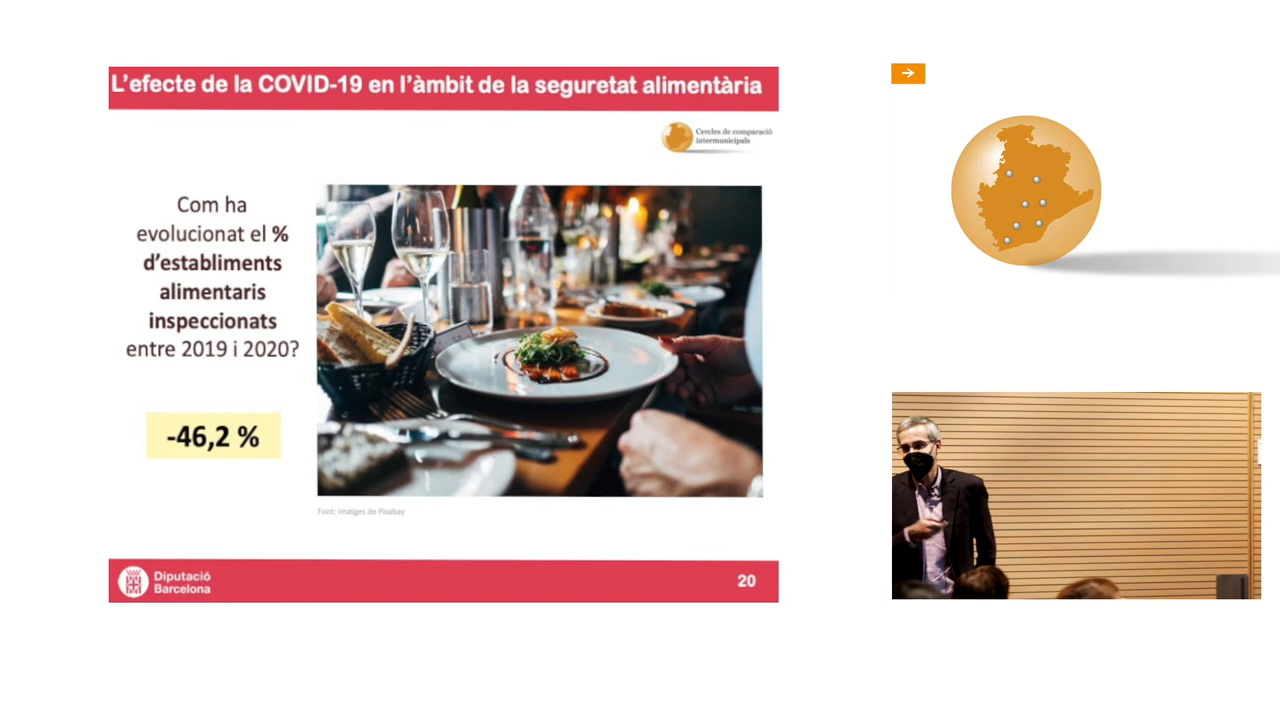 L'efecte de la COVID-19 en l'àmbit de la seguretat alimentària
Cercles de comparació
intermunicipals
Com ha
evolucionat el %
d'establiments
alimentaris
inspeccionats
entre 2019 i 2020?
-46,2 %
Font: imatges de Pixabay
Diputació
Barcelona
20